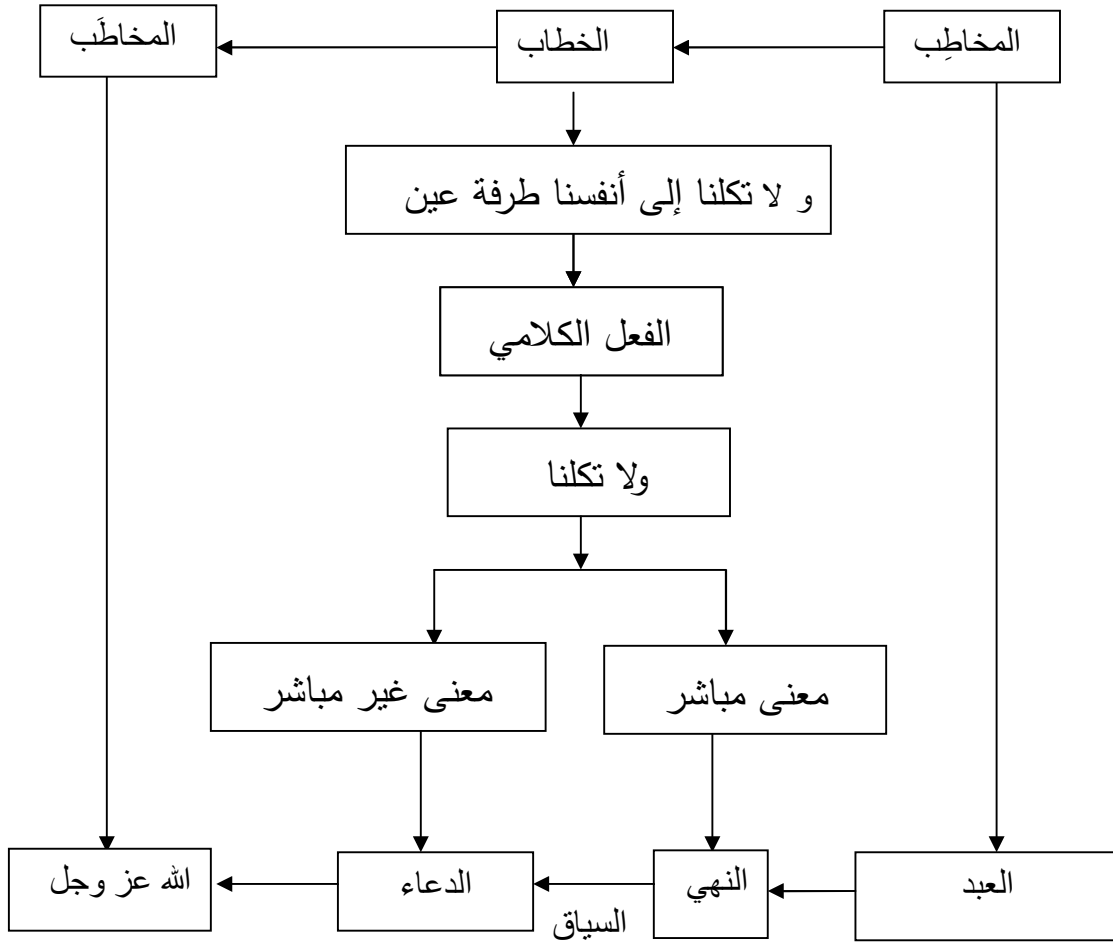 المخاطِب
الخطاب
المخاطَب
و لا تكلنا إلى أنفسنا طرفة عين
الفعل الكلامي
ولا تكلنا
معنى مباشر
معنى غير مباشر
العبد
النهي
السياق
الدعاء
الله عز وجل